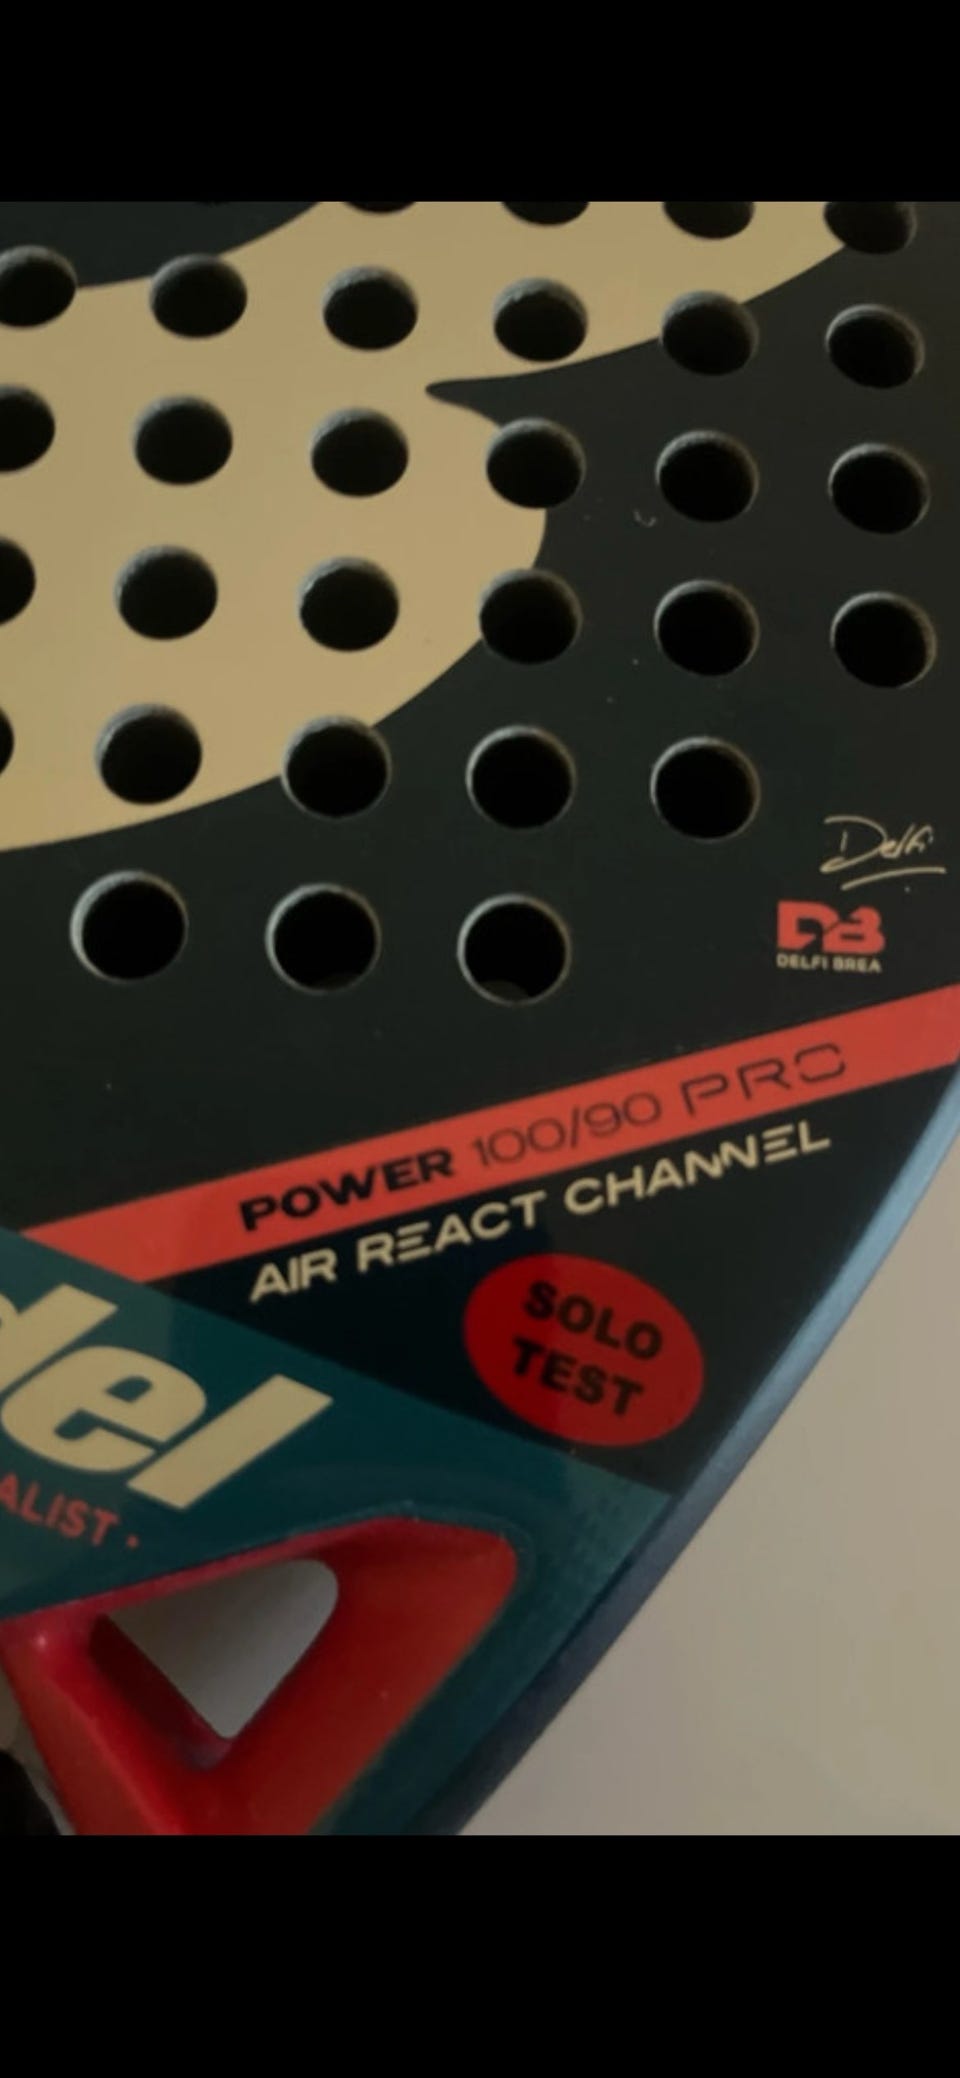 Delfi
DB
DELFI BREA
POWER 100/90 PRO
AIR REACT CHANNEL
SOLO
TEST
del
ALIST •